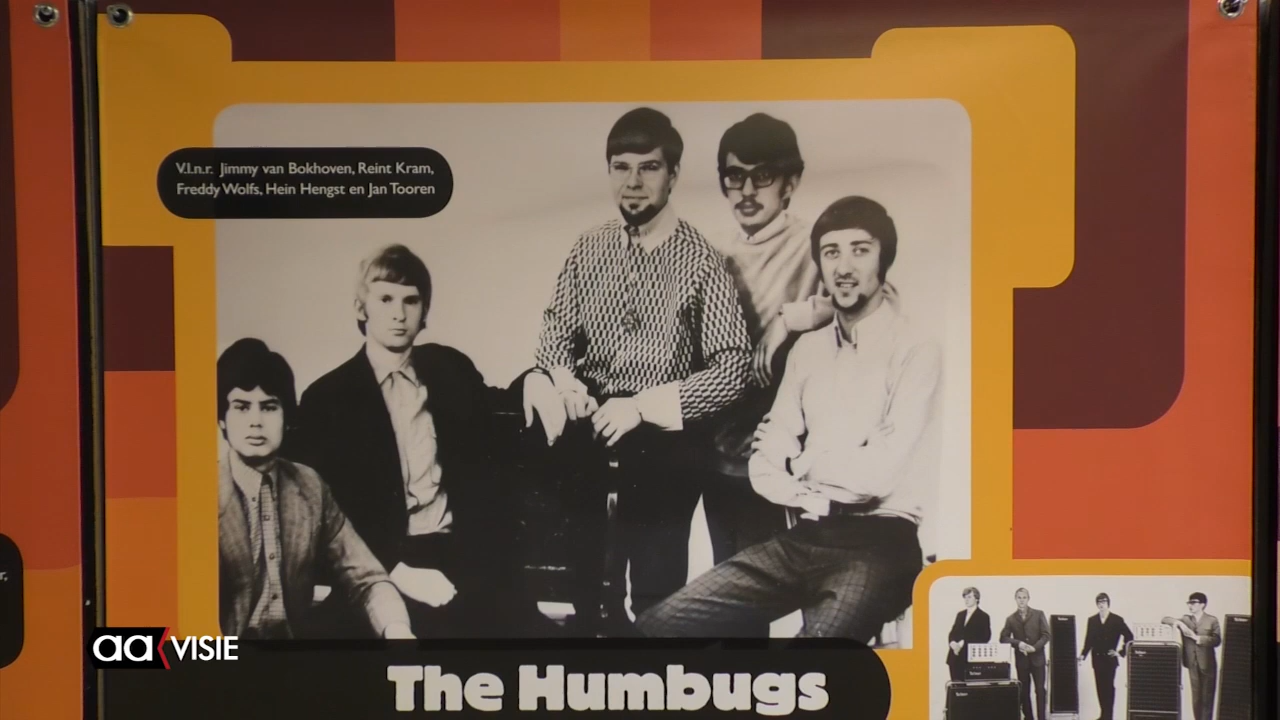 V.l.n.r. Jimmy van Bokhoven, Reint Kram,
Freddy Wolfs, Hein Hengst en Jan Tooren
aa VISIE
The Humbugs